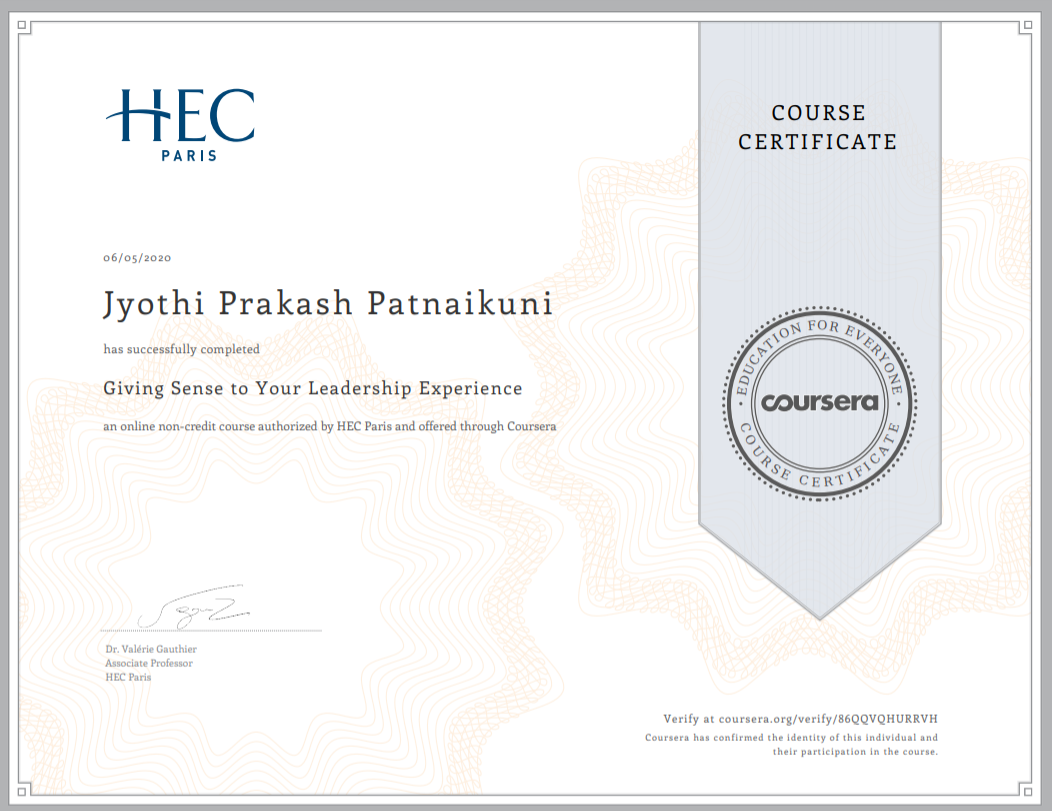 HEC
PARIS
COURSE
CERTIFICATE
06/05/2020
Jyothi Prakash Patnaikuni
has successfully completed
Giving Sense to Your Leadership Experience
an online non-credit course authorized by HEC Paris and offered through Coursera
EDUCATION FOR EVERYONE
coursera
COURSE CERTIFICATE
Dr. Valérie Gauthier
Associate Professor
HEC Paris
Verify at coursera.org/verify/86QQVQHURRVH
Coursera has confirmed the identity of this individual and
their participation in the course.